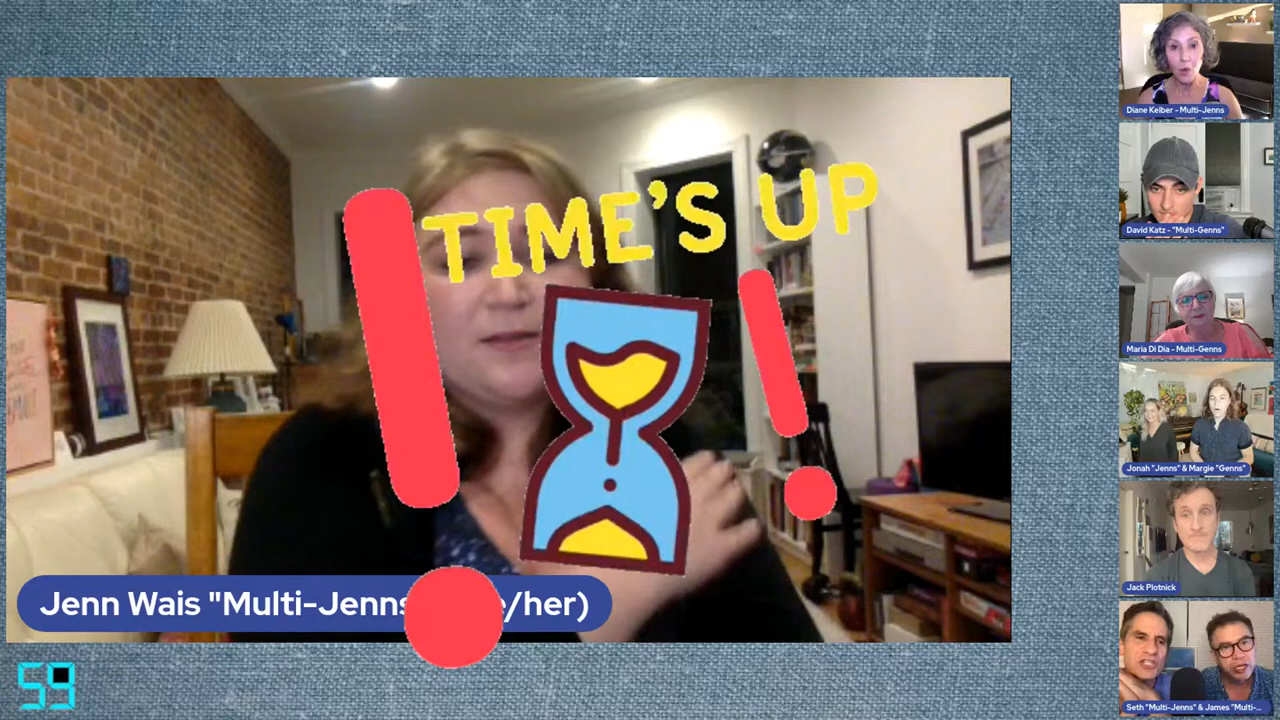 TIME'S UP
Jenn Wais "Multi-Jenns /her)
59
Diane Kelber - Multi-Jenns
David Katz - "Multi-Genns"
Maria Di Dia - Multi-Genns
Jonah "Jenns" & Margie "Genns"
Jack Plotnick
Seth "Multi-Jenns" & James "Multi-...